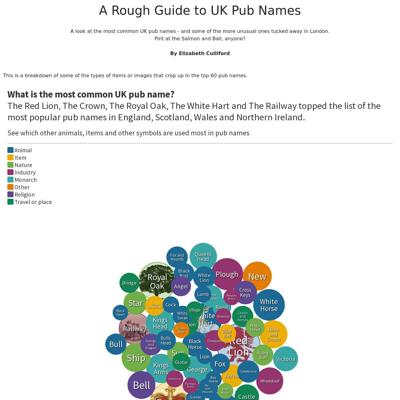 A Rough Guide to UK Pub Names
A look at the most common UK pub names - and some of the more unusual ones tucked away in London.
Pint at the Salmon and Ball, anyone?
By Elizabeth Culliford
This is a breakdown of some of the types of items or images that crop up in the top 60 pub names.
What is the most common UK pub name?
The Red Lion, The Crown, The Royal Oak, The White Hart and The Railway topped the list of the
most popular pub names in England, Scotland, Wales and Northern Ireland.
See which other animals, items and other symbols are used most in pub names
Animal
Item
Nature
Industry
Monarch
Other
Religion
Travel or place
Fox and
Hounds
Queens
Head
Bridge
Royal
Oak
Black
White
Lion
Plough
New
Angel
Lamb
Cross
Keys
Star
Cock
White
Horse
Kings
Head
White
Hart
Railway
Bull
Bulls
Head
Black
Horse
Red
Lion
Ship
Globe
Lion
Fox
Victoria
Kings
Arms
George
Bell
Wheatsheaf
Castle